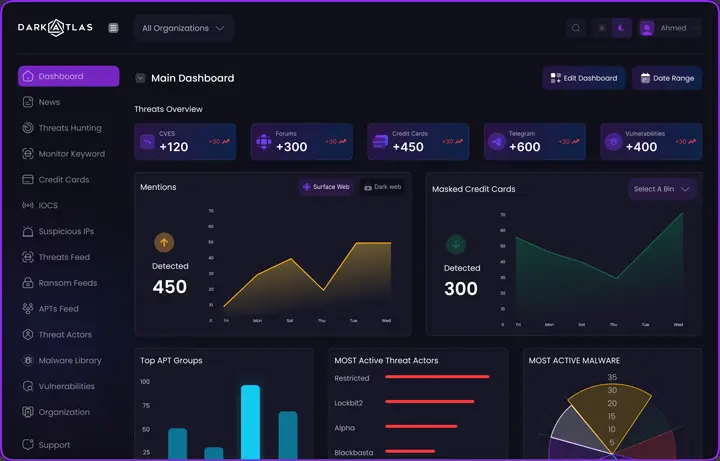 DARK ATLAS
All Organizations
Ahmed
Dashboard
News
Threats Hunting
Monitor Keyword
Credit Cards
IOCS
Suspicious IPs
Threats Feed
Ransom Feeds
APTs Feed
Threat Actors
Malware Library
Vulnerabilities
Organization
Support
Main Dashboard
Edit Dashboard
Date Range
Threats Overview
CVES
+120
+30
Forums
+300
+30
Credit Cards
+450
+30
Telegram
+600
+30
Vulnerabilities
+400
+30
Mentions
Surface Web
Dark web
Detected
450
70
60
50
40
30
20
10
0
Fri
Mon
Sat
Thu
Tue
Wed
Masked Credit Cards
Select A Bin
Detected
300
70
60
50
40
30
20
10
0
Fri
Mon
Sat
Thu
Tue
Wed
Top APT Groups
100
75
50
25
MOST Active Threat Actors
Restricted
Lockbit2
Alpha
Blackbasta
MOST ACTIVE MALWARE
35
30
20
15
10
5